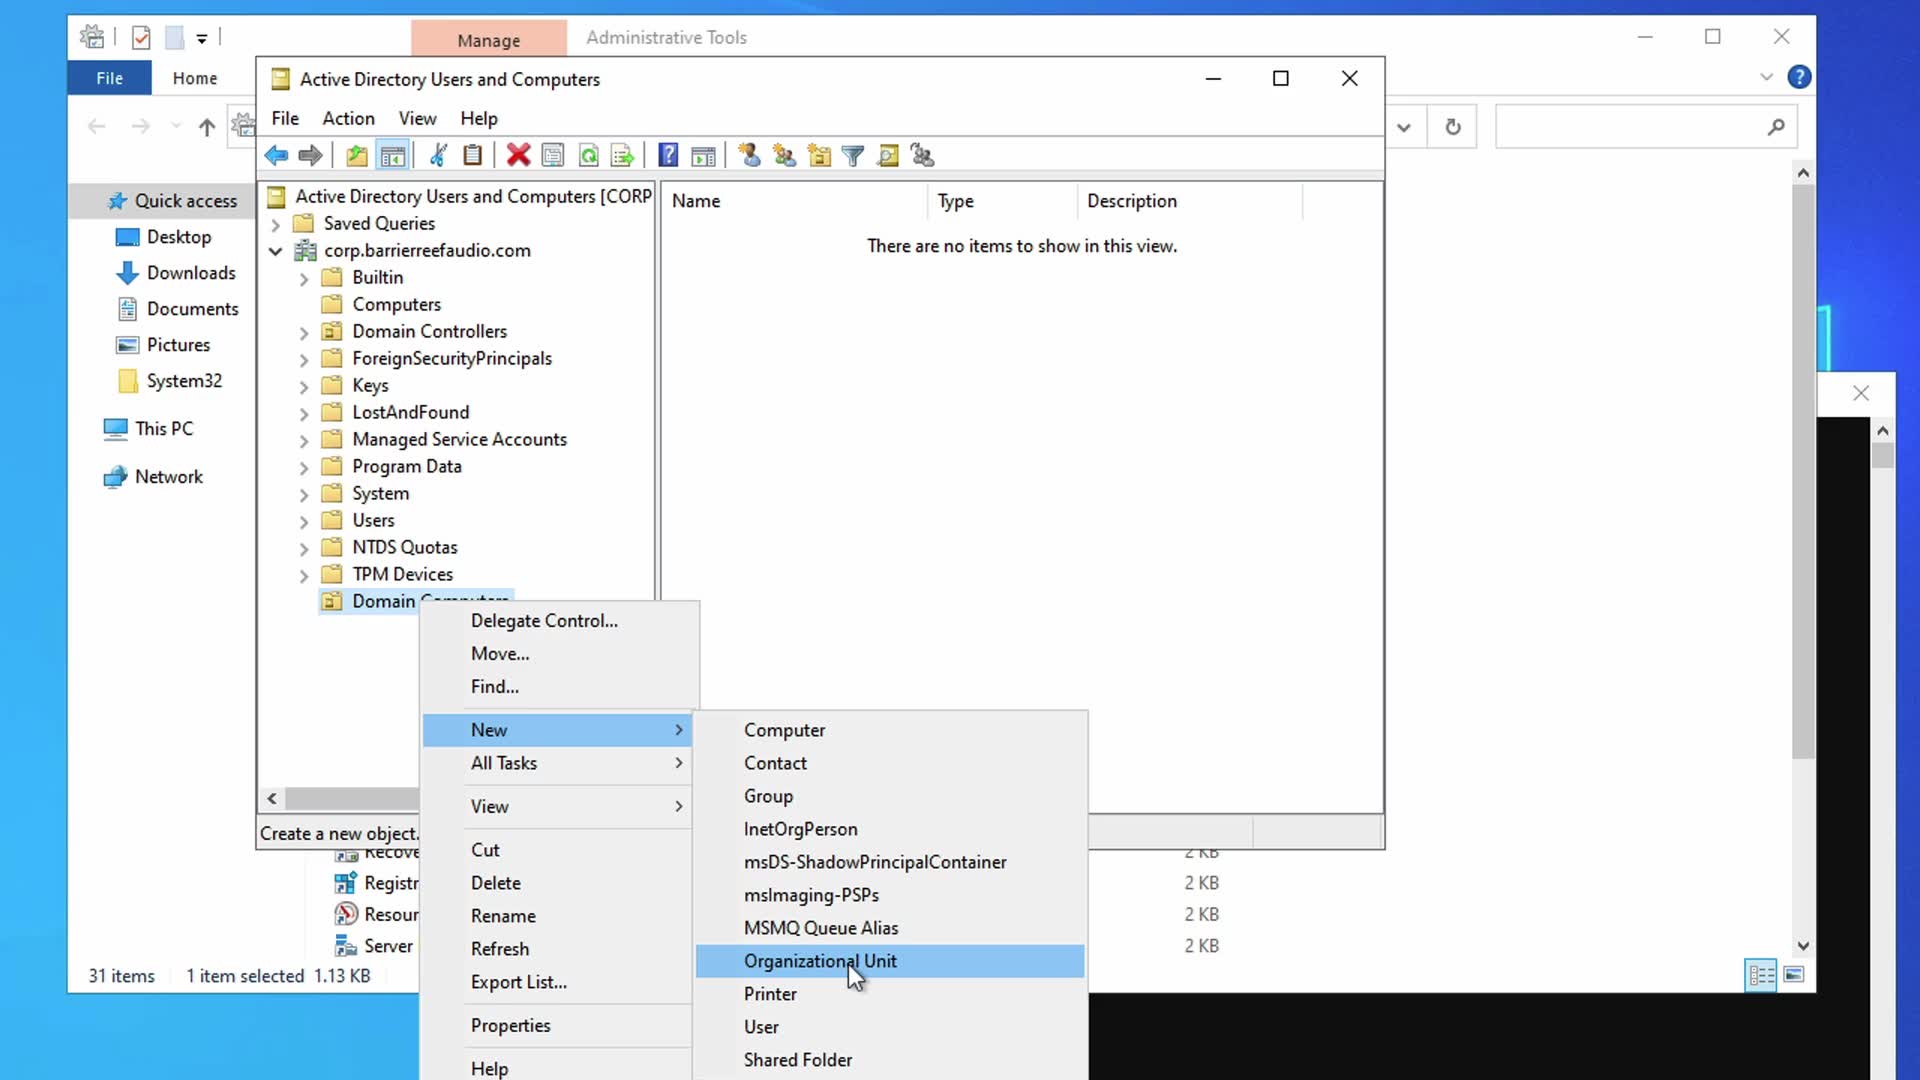 Manage
Administrative Tools
File
Home
Active Directory Users and Computers
File Action View Help
Active Directory Users and Computers [CORP
Saved Queries
corp.barrierreefaudio.com
Builtin
Computers
Domain Controllers
ForeignSecurityPrincipals
Keys
LostAndFound
Managed Service Accounts
Program Data
System
Users
NTDS Quotas
TPM Devices
Domain Computers
Name Type Description
There are no items to show in this view.
Quick access
Desktop
Downloads
Documents
Pictures
System32
This PC
Network
Delegate Control...
Move...
Find...
New
All Tasks
View
Cut
Delete
Rename
Refresh
Export List...
Properties
Help
Computer
Contact
Group
InetOrgPerson
msDS-ShadowPrincipalContainer
msImaging-PSPs
MSMQ Queue Alias
Organizational Unit
Printer
User
Shared Folder
Create a new object.
Recove 2 KB
Registr 2 KB
Resour 2 KB
Server 2 KB
31 items 1 item selected 1.13 KB